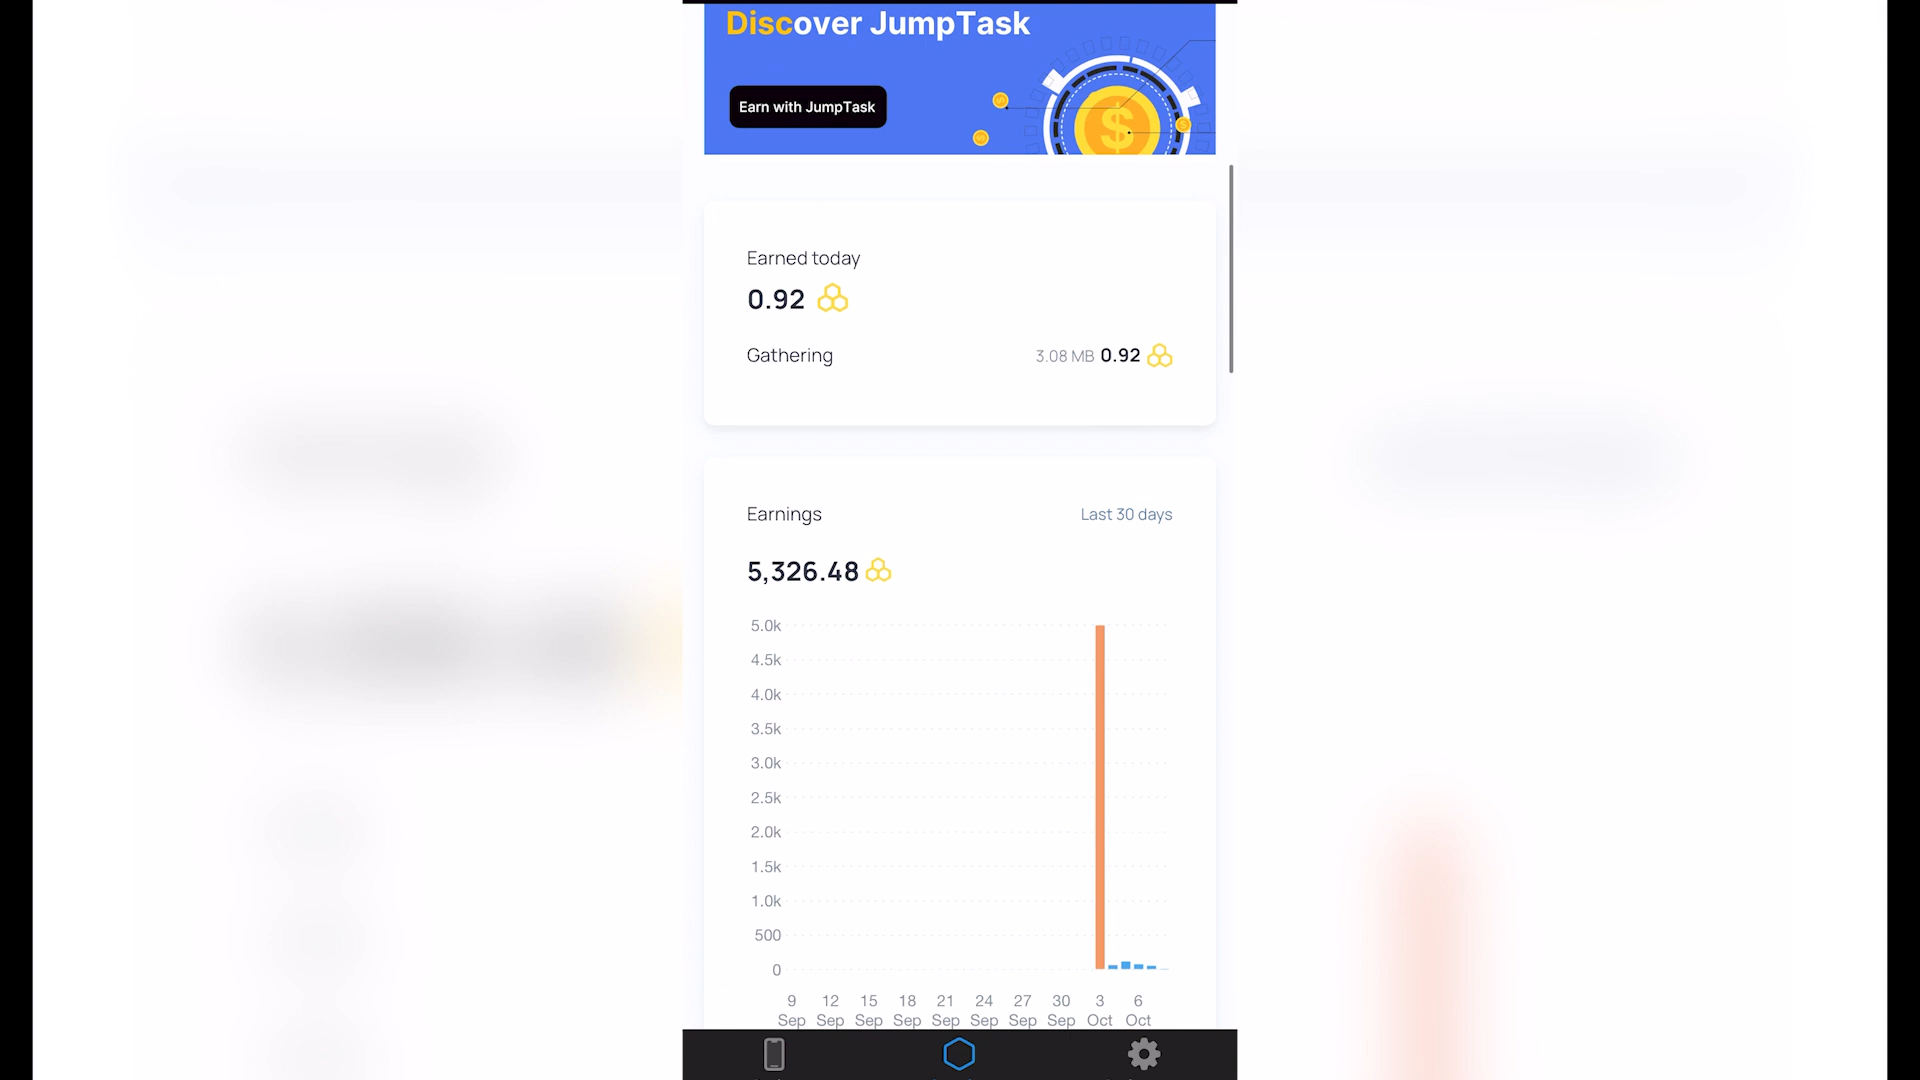 Discover JumpTask
Earn with JumpTask
Earned today
0.92
Gathering 3.08 MB 0.92
Earnings Last 30 days
5,326.48
5.0k
4.5k
4.0k
3.5k
3.0k
2.5k
2.0k
1.5k
1.0k
500
0
9 12 15 18 21 24 27 30 3 6
Sep Sep Sep Sep Sep Sep Sep Sep Oct Oct